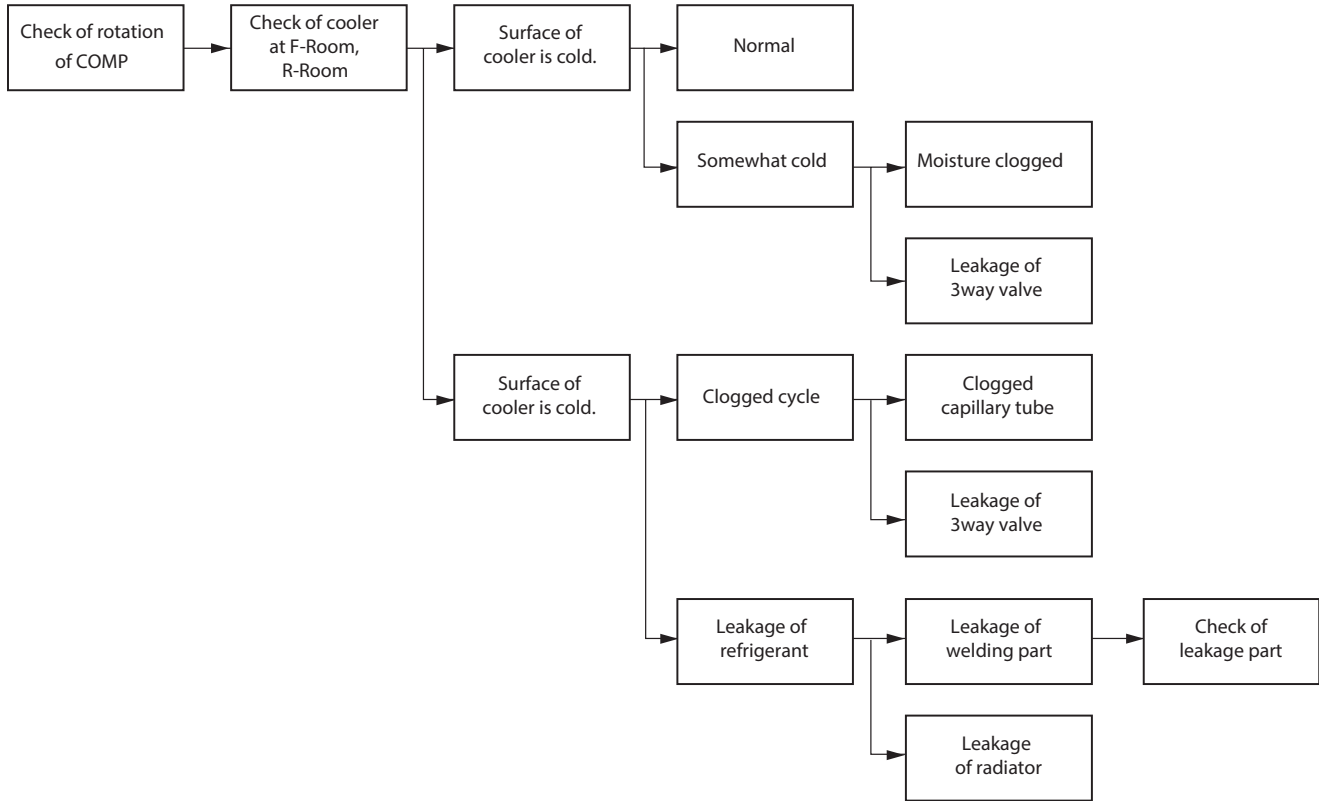 Check of rotation
of COMP
Check of cooler
at F-Room,
R-Room
Surface of
cooler is cold.
Normal
Somewhat cold
Moisture clogged
Leakage of
3way valve
Surface of
cooler is cold.
Clogged cycle
Clogged
capillary tube
Leakage of
3way valve
Leakage of
refrigerant
Leakage of
welding part
Check of
leakage part
Leakage
of radiator